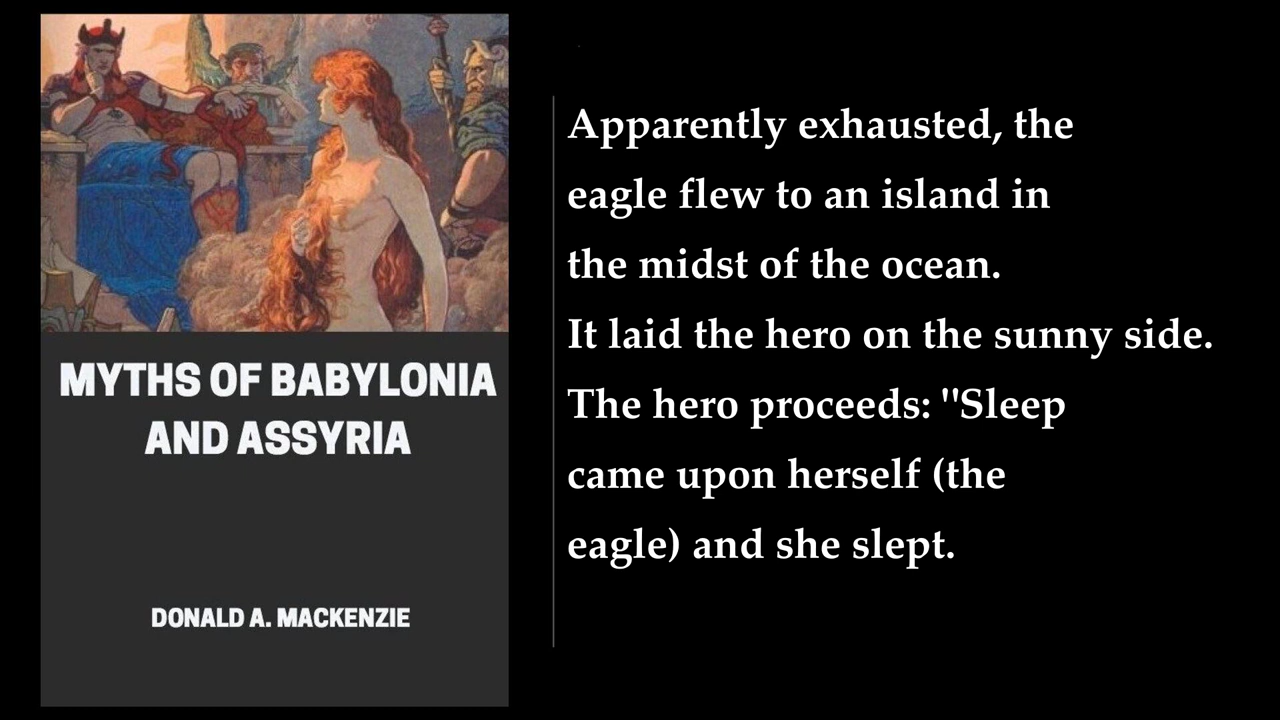 MYTHS OF BABYLONIA
AND ASSYRIA
DONALD A. MACKENZIE
Apparently exhausted, the
eagle flew to an island in
the midst of the ocean.
It laid the hero on the sunny side.
The hero proceeds: "Sleep
came upon herself (the
eagle) and she slept.